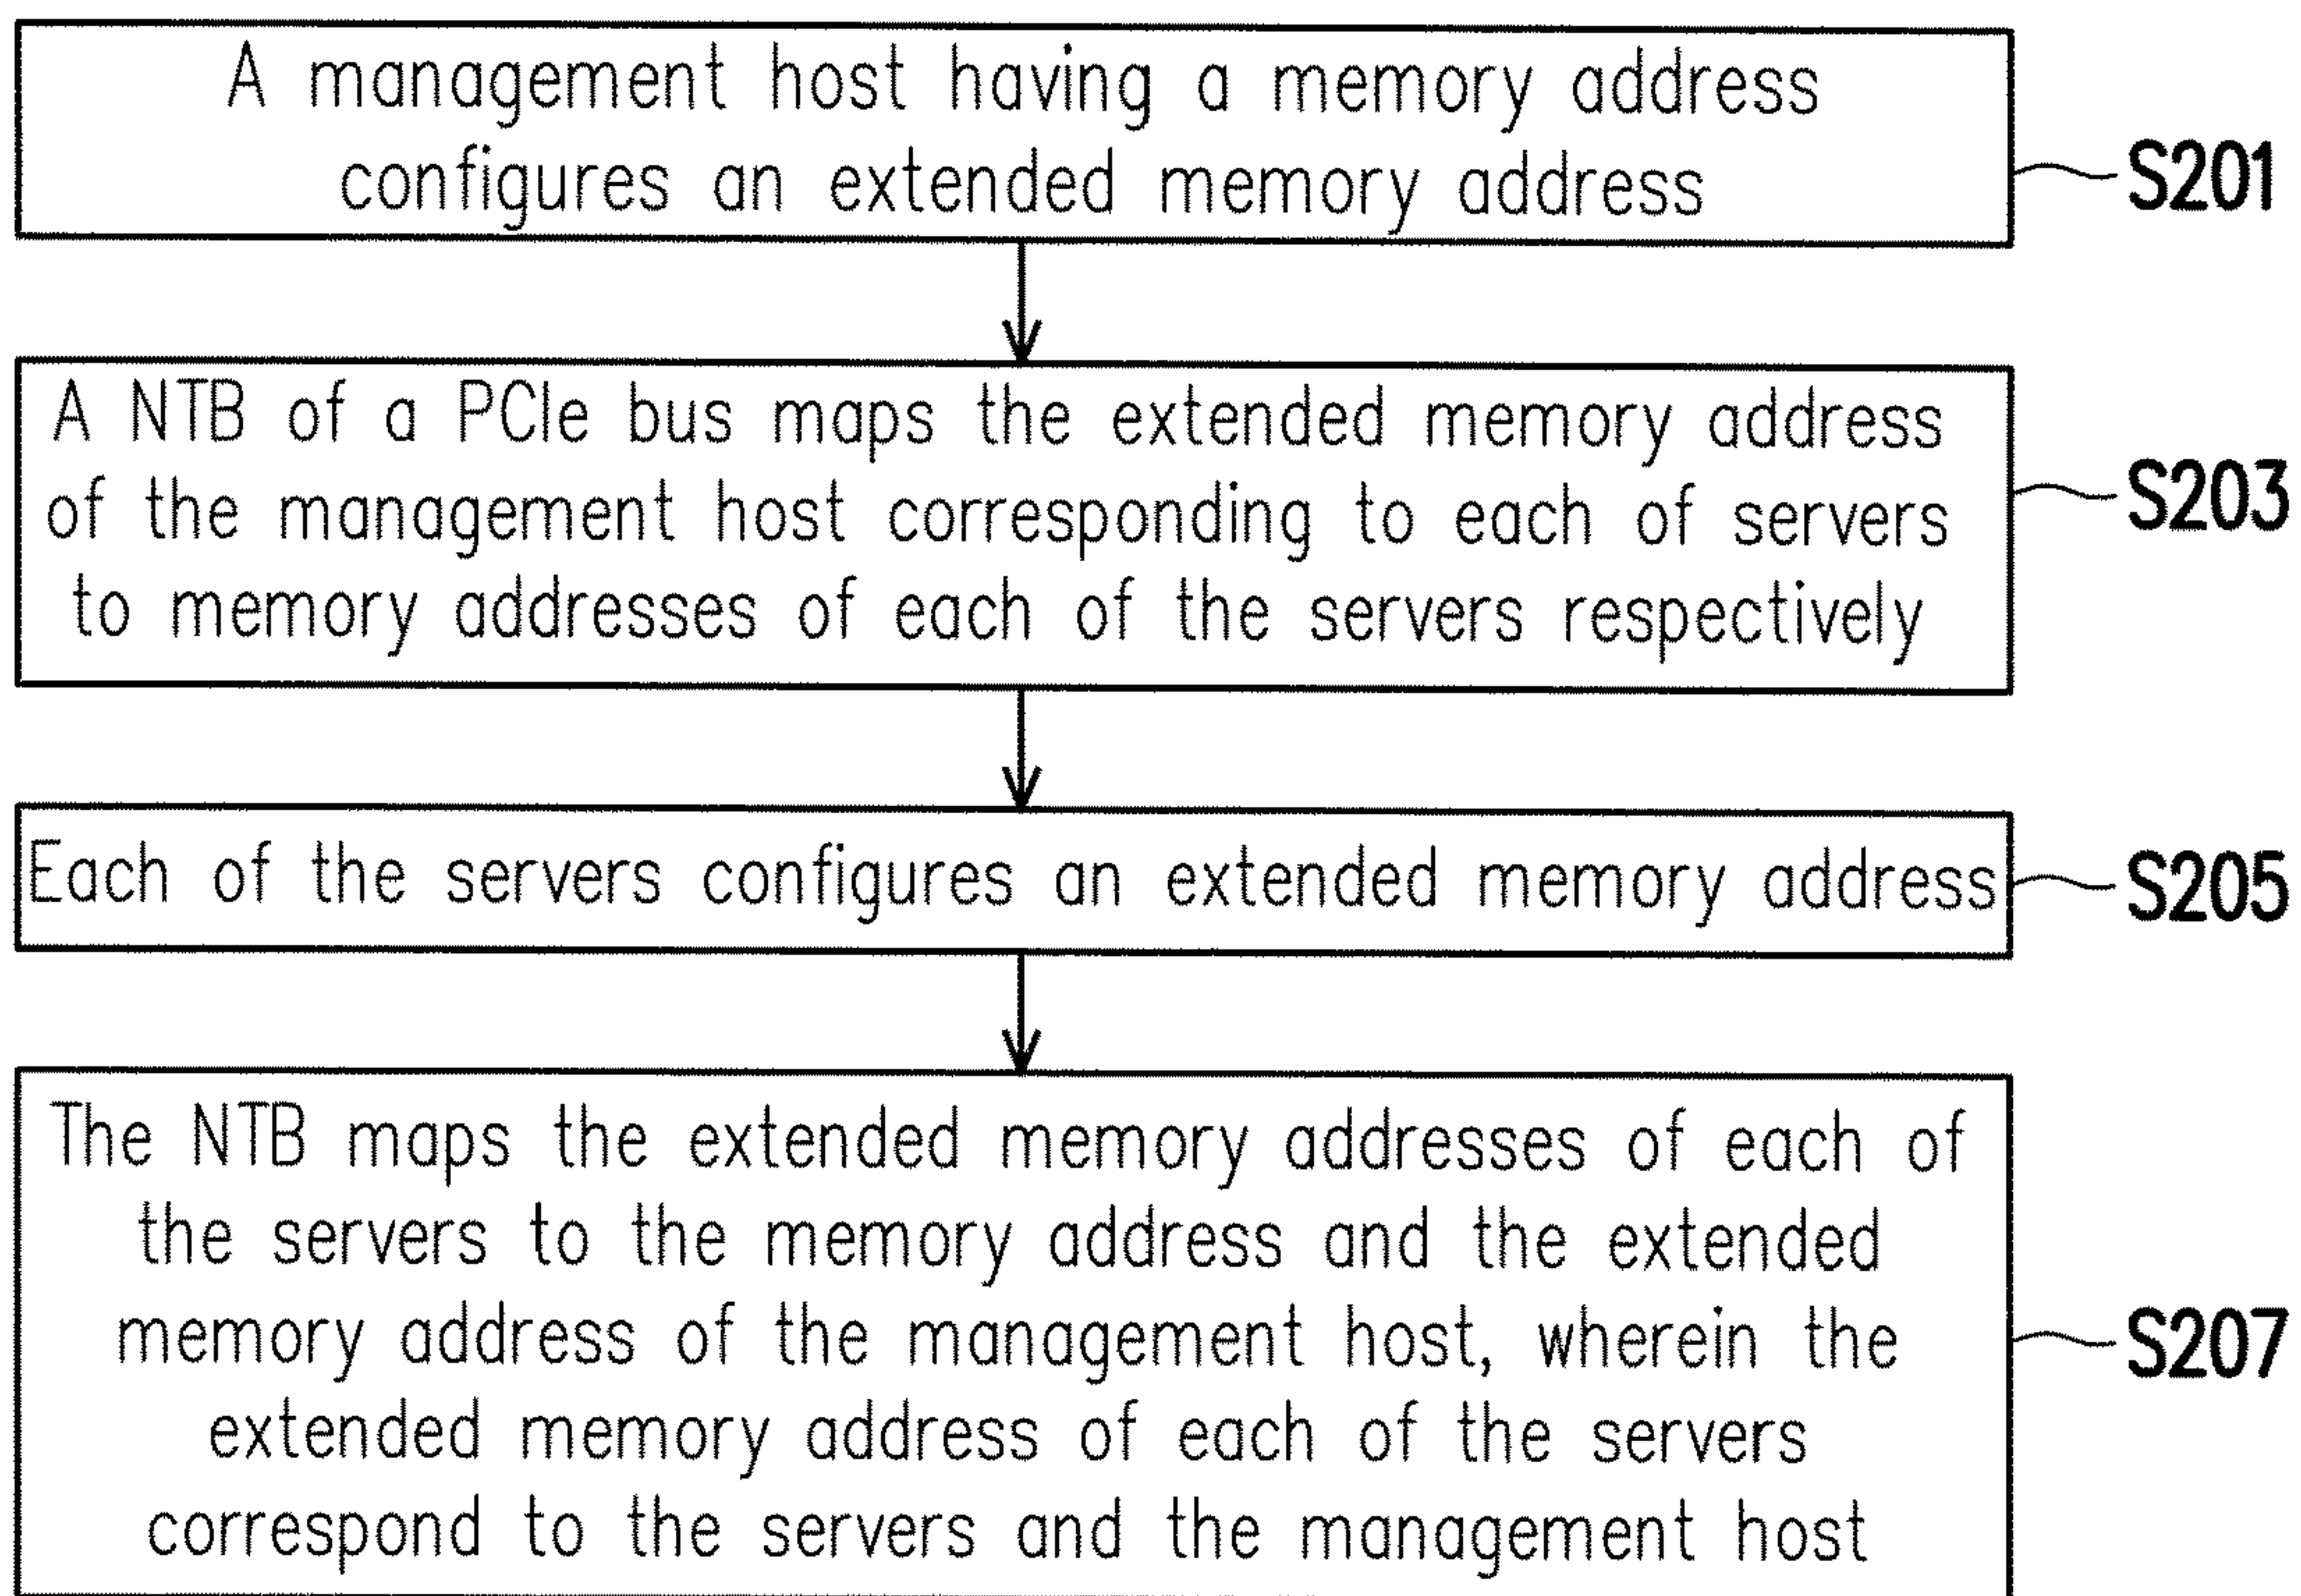 A management host having a memory address
configures an extended memory address
S201
A NTB of a PCIe bus maps the extended memory address
of the management host corresponding to each of servers
to memory addresses of each of the servers respectively
S203
Each of the servers configures an extended memory address
S205
The NTB maps the extended memory addresses of each of
the servers to the memory address and the extended
memory address of the management host, wherein the
extended memory address of each of the servers
correspond to the servers and the management host
S207